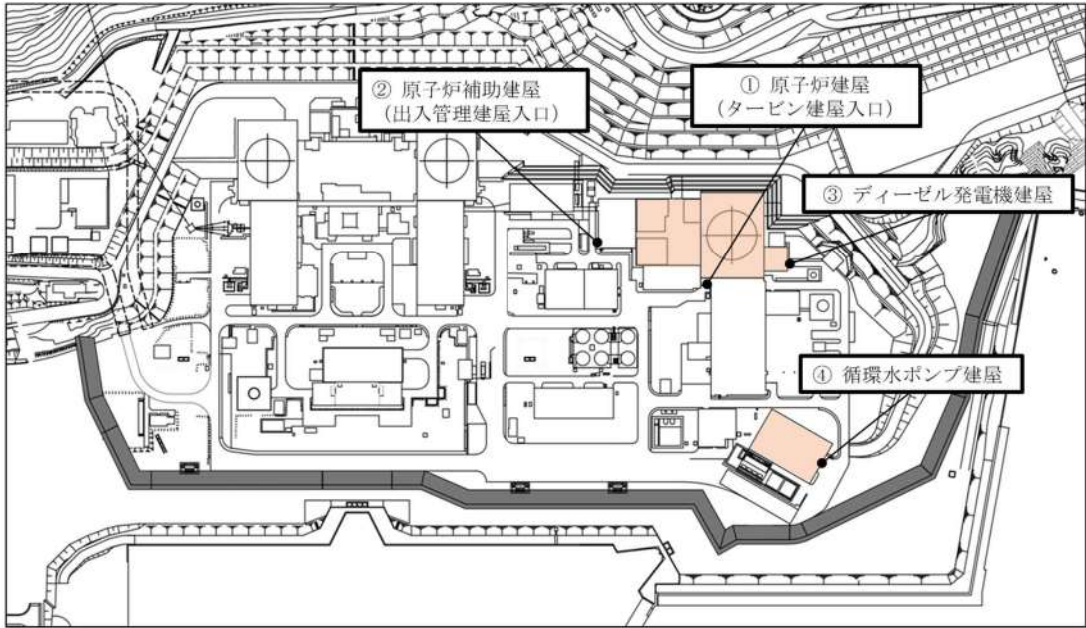 ② 原子炉補助建屋
(出入管理建屋入口)
① 原子炉建屋
(タービン建屋入口)
③ ディーゼル発電機建屋
④ 循環水ポンプ建屋